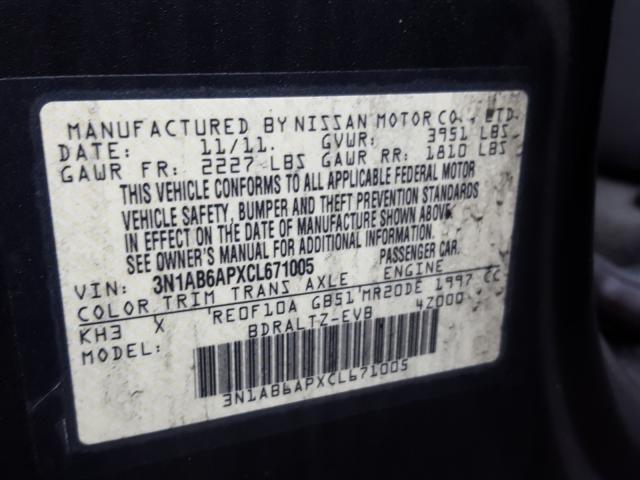 MANUFACTURED BY NISSAN MOTOR CO., LTD.
DATE: 11/11. GVWR: 3951 LBS
GAWR FR: 2227 LBS GAWR RR: 1810 LBS
THIS VEHICLE CONFORMS TO ALL APPLICABLE FEDERAL MOTOR
VEHICLE SAFETY, BUMPER AND THEFT PREVENTION STANDARDS
IN EFFECT ON THE DATE OF MANUFACTURE SHOWN ABOVE.
SEE OWNER'S MANUAL FOR ADDITIONAL INFORMATION.
VIN: 3N1AB6APXCL671005 PASSENGER CAR.
COLOR TRIM TRANS AXLE ENGINE
KH3 X RE0F10A GB51 MR20DE 1997 CC
MODEL: BDRALTZ-EVB 4Z000
3N1AB6APXCL671005